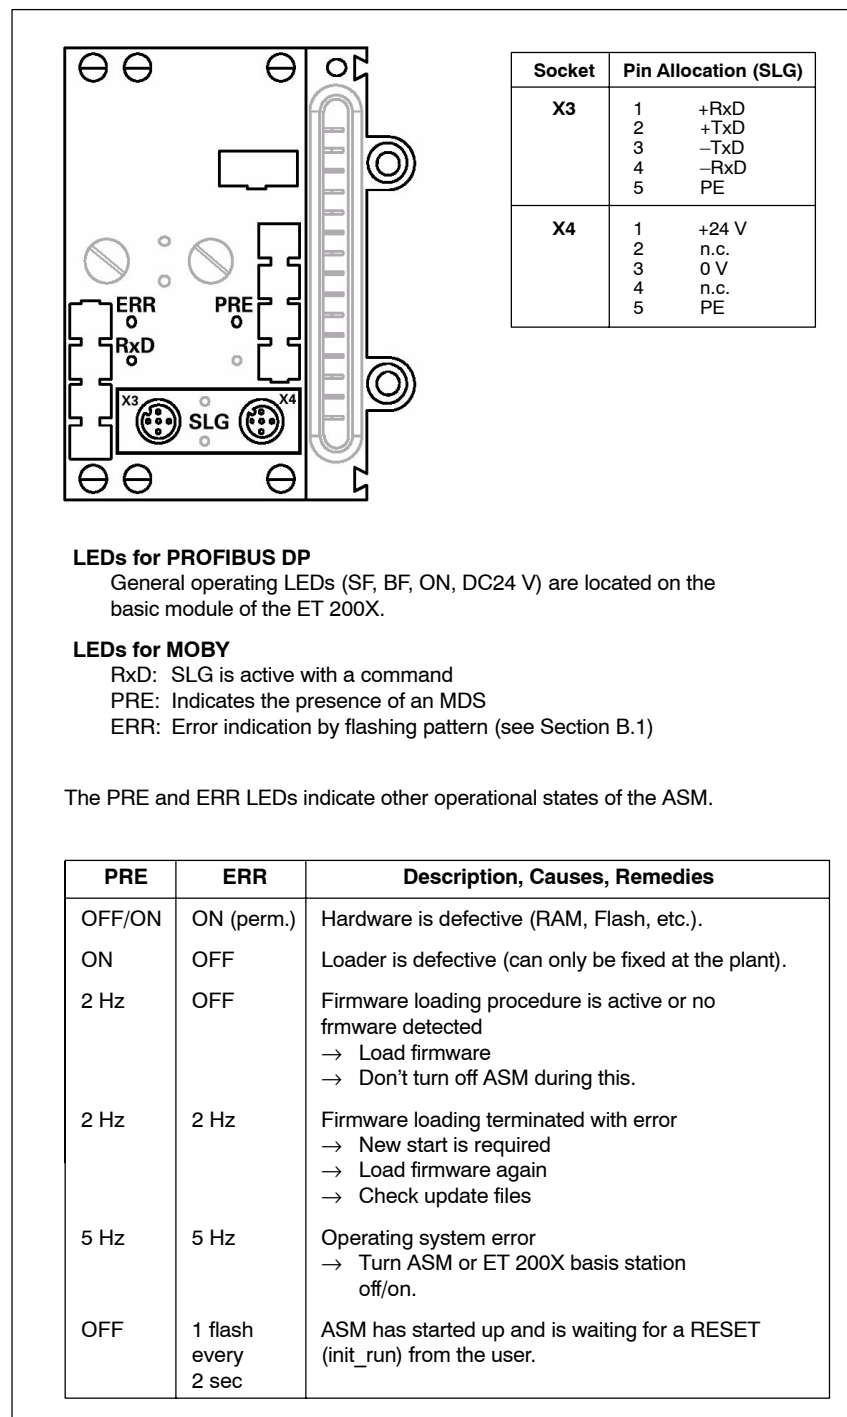 Socket Pin Allocation (SLG)
X3 1 +RxD
2 +TxD
3 –TxD
4 –RxD
5 PE
X4 1 +24 V
2 n.c.
3 0 V
4 n.c.
5 PE
ERR PRE
RxD
X3 SLG X4
LEDs for PROFIBUS DP
General operating LEDs (SF, BF, ON, DC24 V) are located on the
basic module of the ET 200X.
LEDs for MOBY
RxD: SLG is active with a command
PRE: Indicates the presence of an MDS
ERR: Error indication by flashing pattern (see Section B.1)
The PRE and ERR LEDs indicate other operational states of the ASM.
PRE ERR Description, Causes, Remedies
OFF/ON ON (perm.) Hardware is defective (RAM, Flash, etc.).
ON OFF Loader is defective (can only be fixed at the plant).
2 Hz OFF Firmware loading procedure is active or no
frmware detected
→ Load firmware
→ Don't turn off ASM during this.
2 Hz 2 Hz Firmware loading terminated with error
→ New start is required
→ Load firmware again
→ Check update files
5 Hz 5 Hz Operating system error
→ Turn ASM or ET 200X basis station
off/on.
OFF 1 flash ASM has started up and is waiting for a RESET
every (init_run) from the user.
2 sec